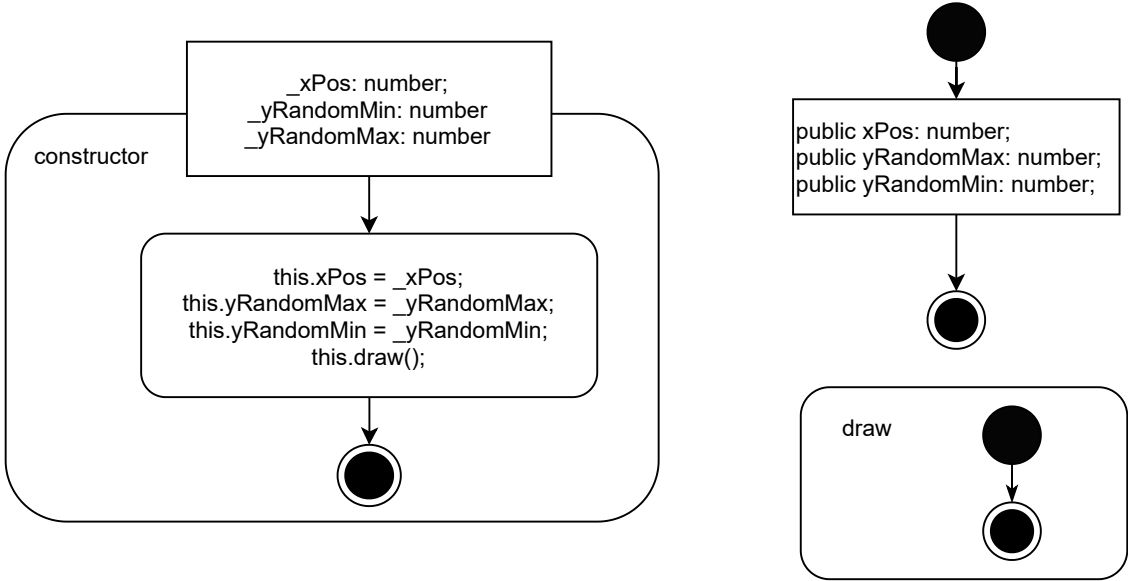 _xPos: number;
_yRandomMin: number
_yRandomMax: number
constructor
this.xPos = _xPos;
this.yRandomMax = _yRandomMax;
this.yRandomMin = _yRandomMin;
this.draw();
public xPos: number;
public yRandomMax: number;
public yRandomMin: number;
draw